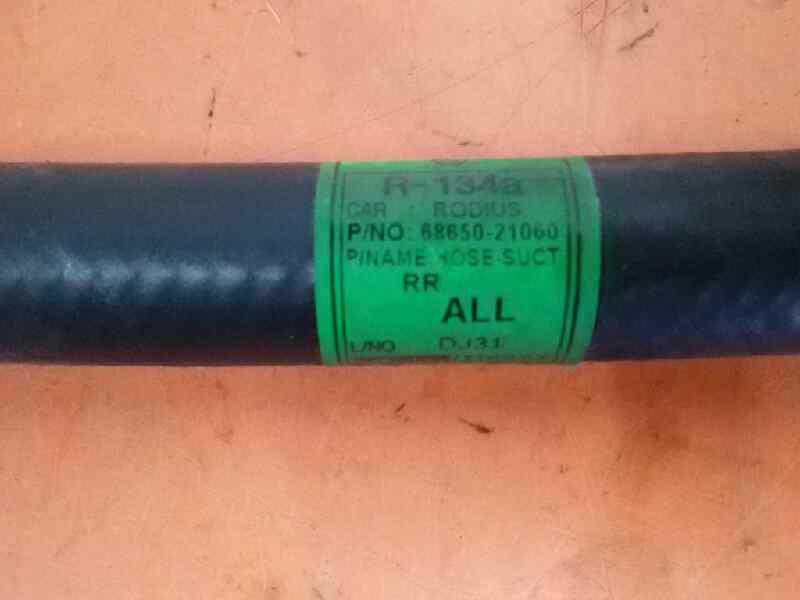 R-134a
CAR : RODIUS
P/NO: 68650-21060
P/NAME HOSE-SUCT
RR
ALL
L/NO